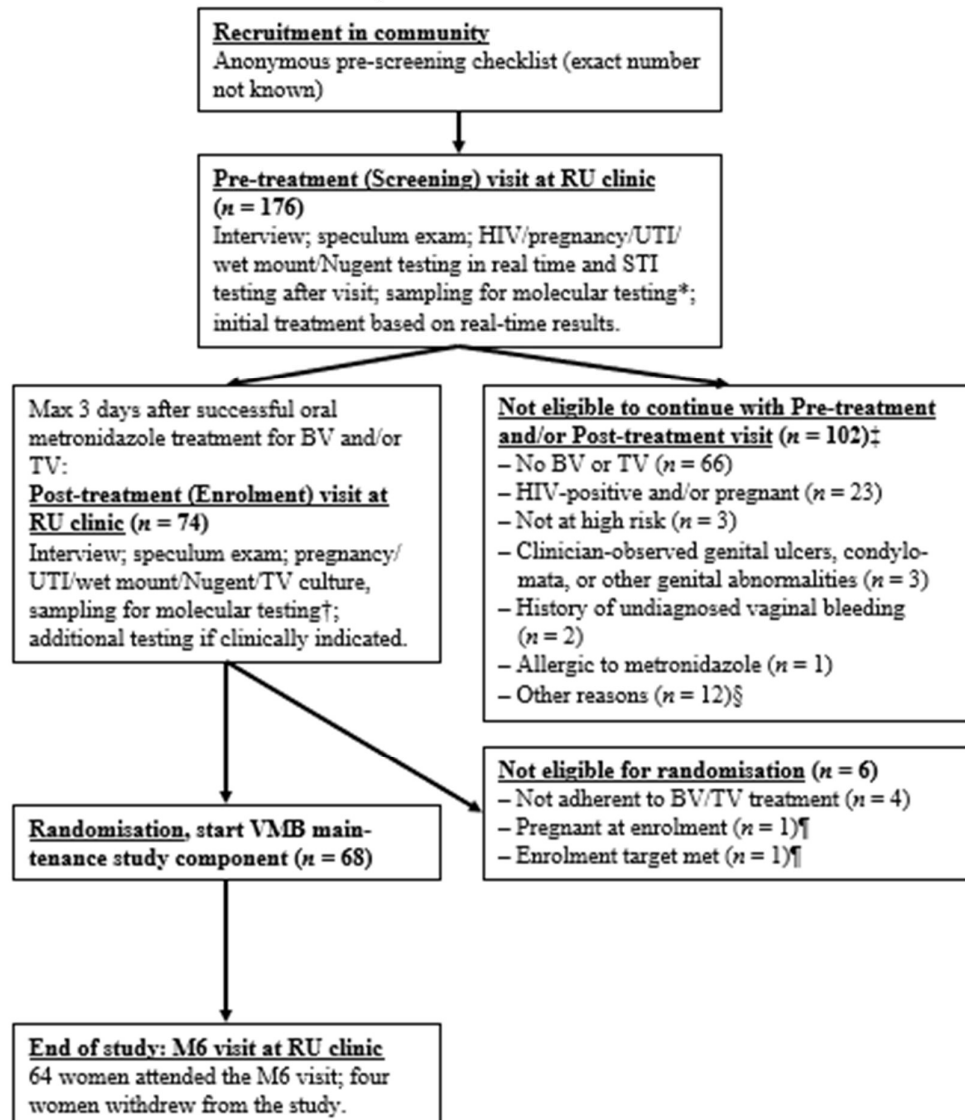 Recruitment in community
Anonymous pre-screening checklist (exact number
not known)
Pre-treatment (Screening) visit at RU clinic
(n = 176)
Interview; speculum exam; HIV/pregnancy/UTI/
wet mount/Nugent testing in real time and STI
testing after visit; sampling for molecular testing*;
initial treatment based on real-time results.
Max 3 days after successful oral
metronidazole treatment for BV and/or
TV:
Post-treatment (Enrolment) visit at
RU clinic (n = 74)
Interview; speculum exam; pregnancy/
UTI/wet mount/Nugent/TV culture,
sampling for molecular testing†;
additional testing if clinically indicated.
Not eligible to continue with Pre-treatment
and/or Post-treatment visit (n = 102)‡
– No BV or TV (n = 66)
– HIV-positive and/or pregnant (n = 23)
– Not at high risk (n = 3)
– Clinician-observed genital ulcers, condylo-
mata, or other genital abnormalities (n = 3)
– History of undiagnosed vaginal bleeding
(n = 2)
– Allergic to metronidazole (n = 1)
– Other reasons (n = 12)§
Not eligible for randomisation (n = 6)
– Not adherent to BV/TV treatment (n = 4)
– Pregnant at enrolment (n = 1)¶
– Enrolment target met (n = 1)¶
Randomisation, start VMB main-
tenance study component (n = 68)
End of study: M6 visit at RU clinic
64 women attended the M6 visit; four
women withdrew from the study.